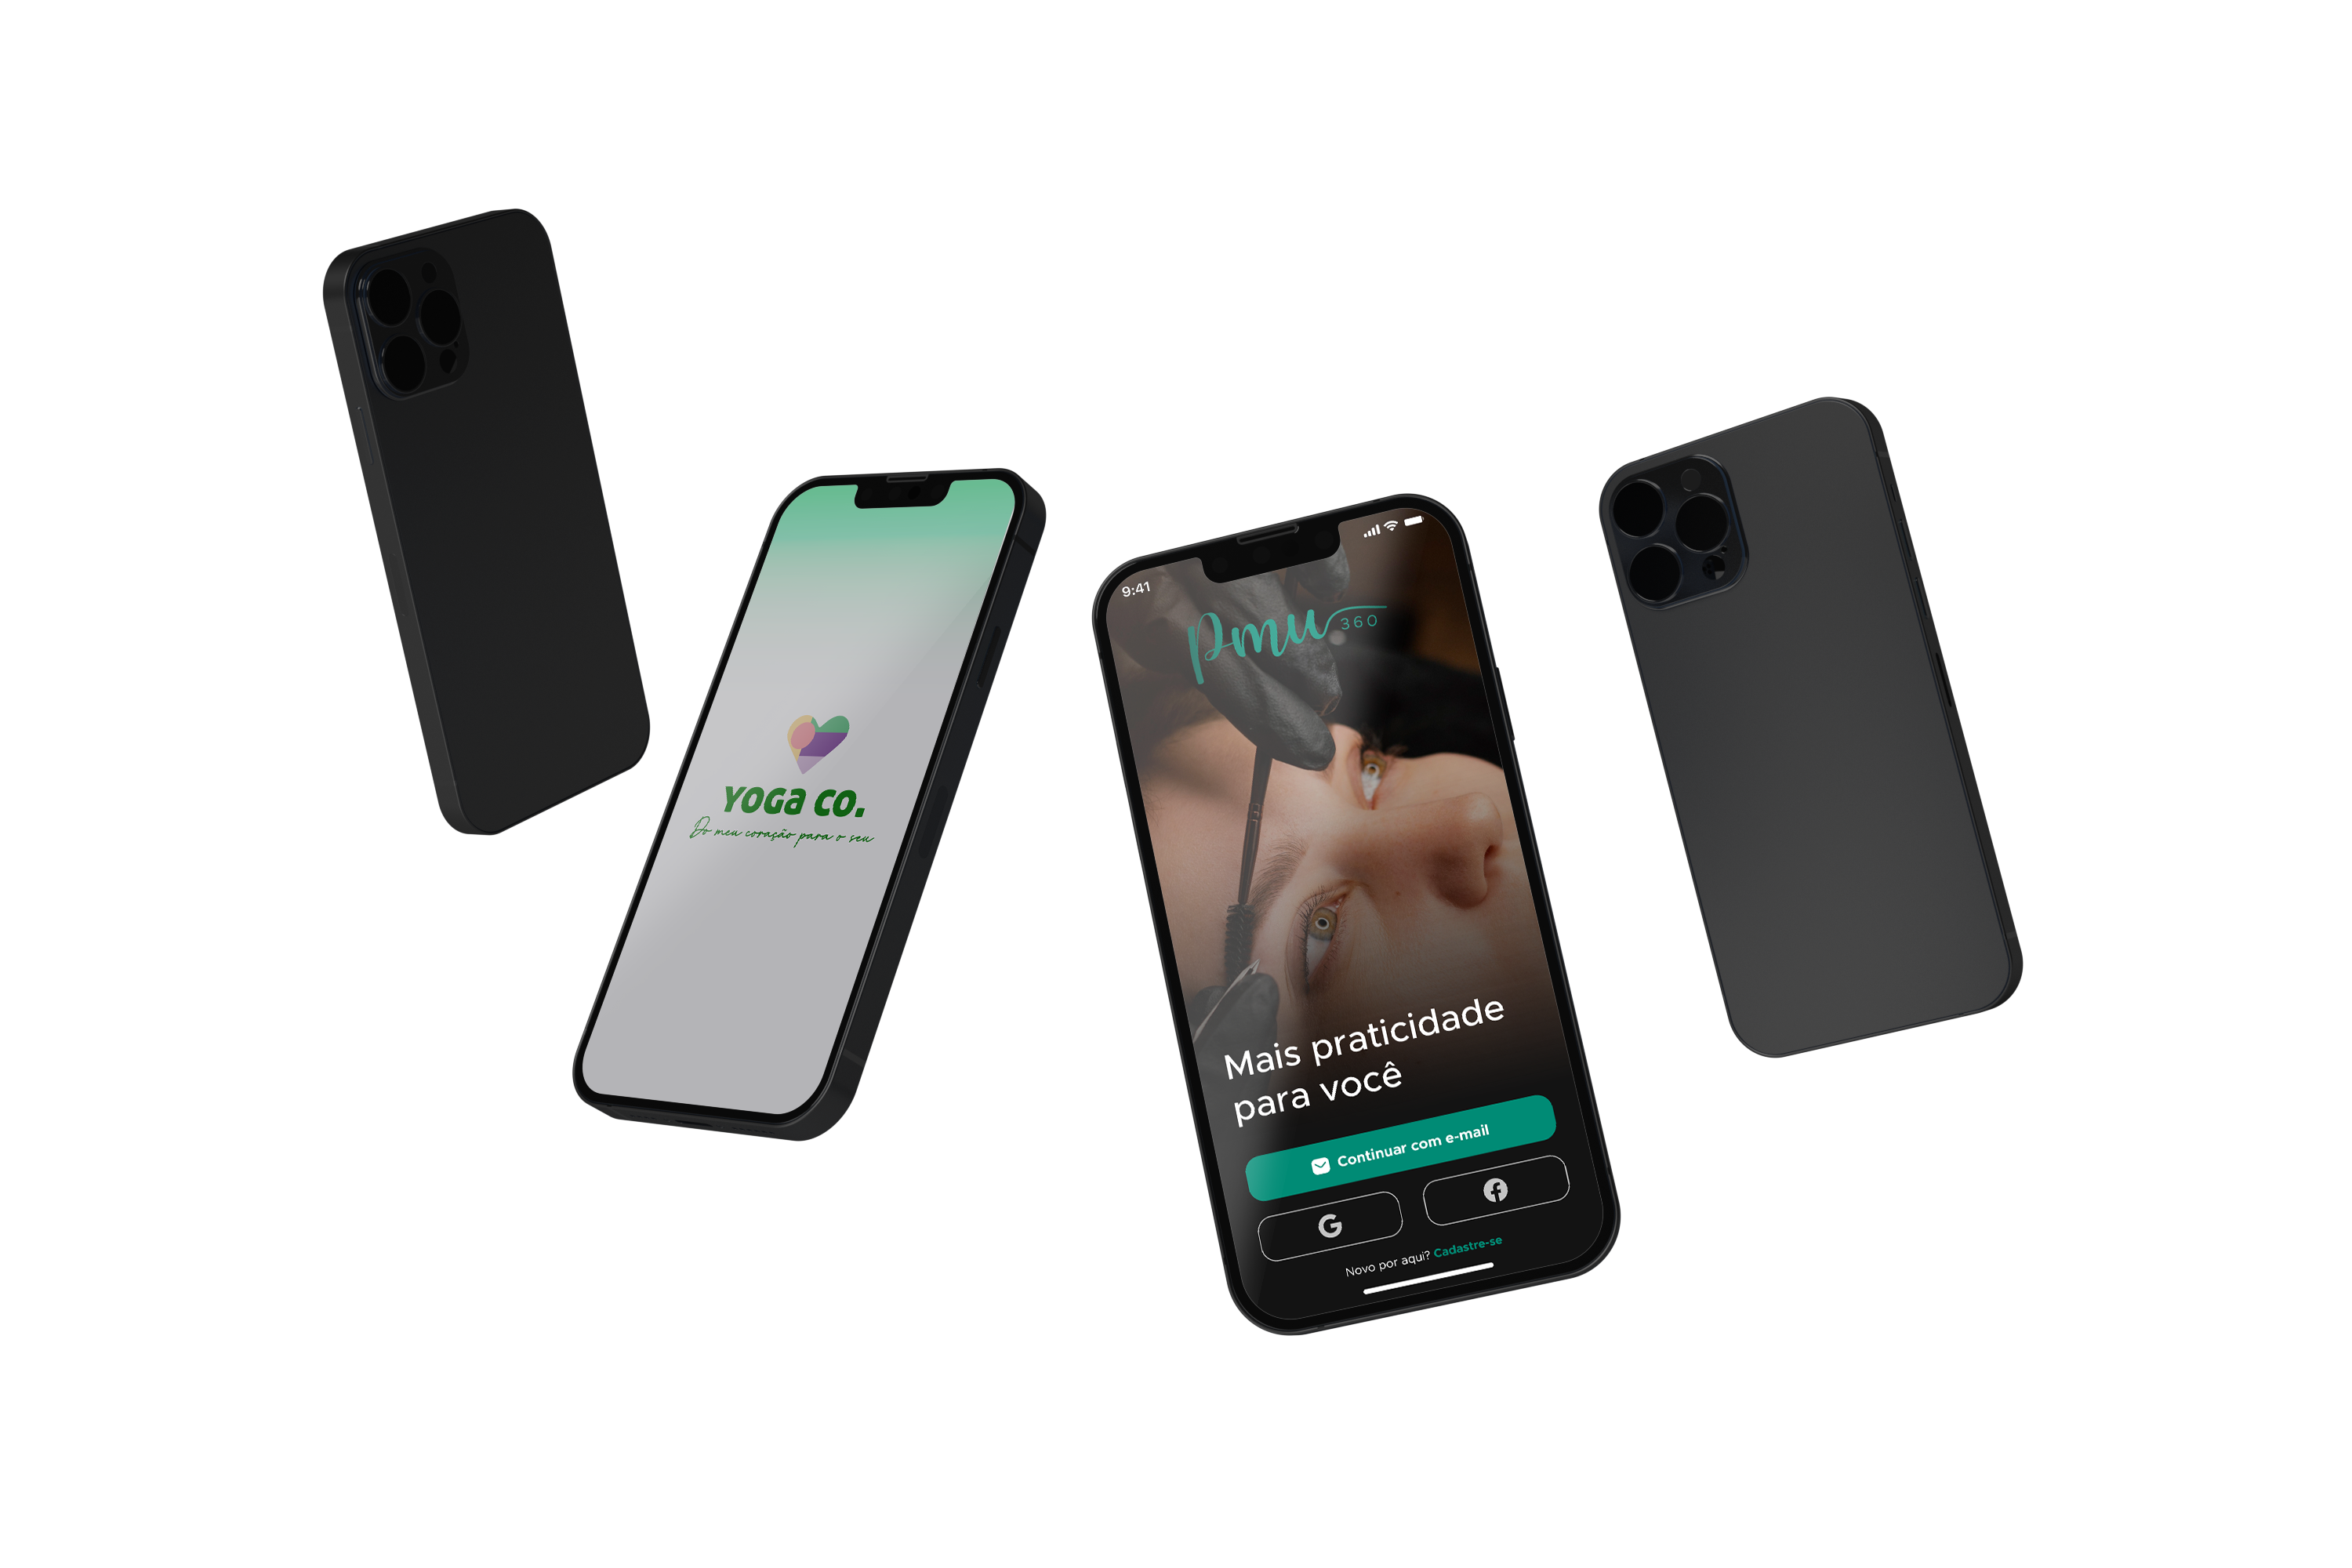 YOGA CO.
Do meu coração para o seu
9:41
pmu 360
Mais praticidade
para você
Continuar com e-mail
Novo por aqui? Cadastre-se